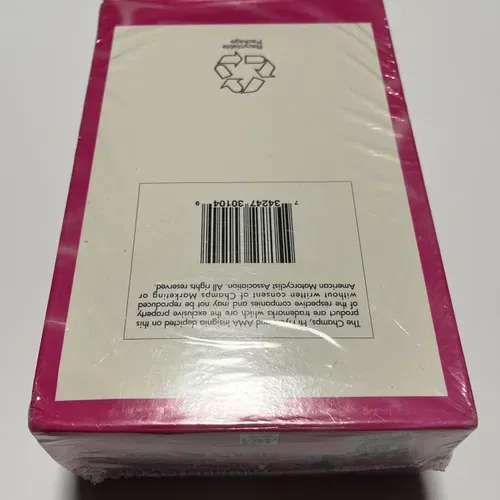 The Champs, Hi Fly and AMA insignia depicted on this
product are trademarks which are the exclusive property
of the respective companies and may not be reproduced
without written consent of Champs Marketing or
American Motorcyclist Association. All rights reserved.
7 34247 30104 9
Recyclable
Package